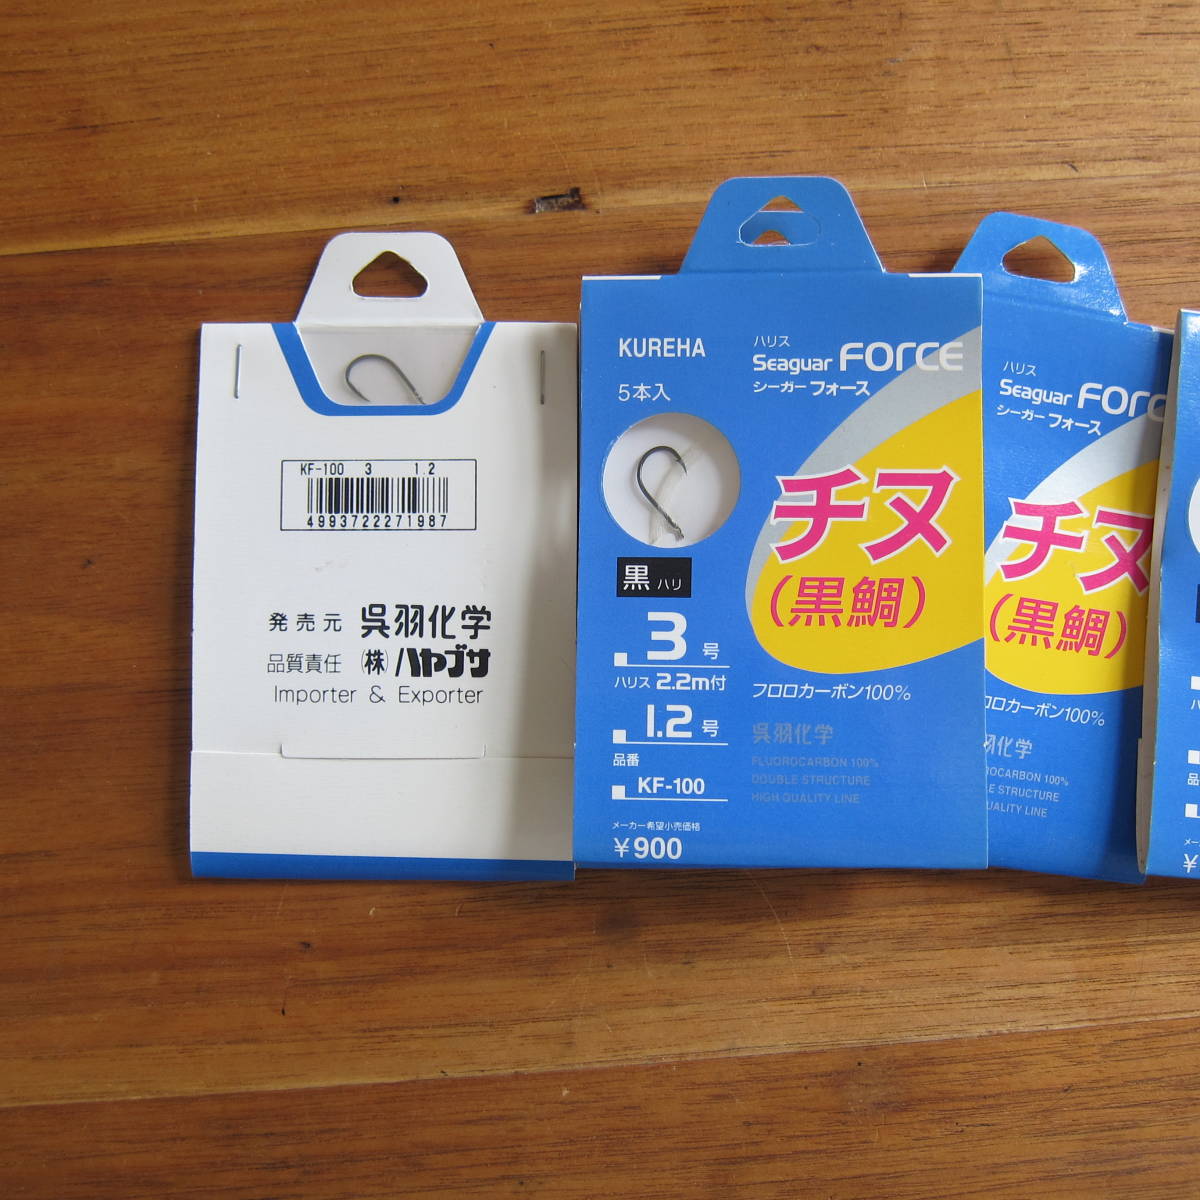 KF-100 3 1.2
4993722271987
発売元 呉羽化学
品質責任 (株)ハヤブサ
Importer & Exporter
KUREHA
5本入
ハリス
Seaguar FORCE
シーガー フォース
チヌ
(黒鯛)
黒 ハリ
3号
ハリス 2.2m付
1.2号
品番
KF-100
メーカー希望小売価格
¥900
フロロカーボン100%
呉羽化学
FLUOROCARBON 100%
DOUBLE STRUCTURE
HIGH QUALITY LINE
ハリス
Seaguar FORC
シーガー フォース
チヌ
(黒鯛)
ロロカーボン100%
羽化学
ROCARBON 100%
LE STRUCTURE
UALITY LINE
¥